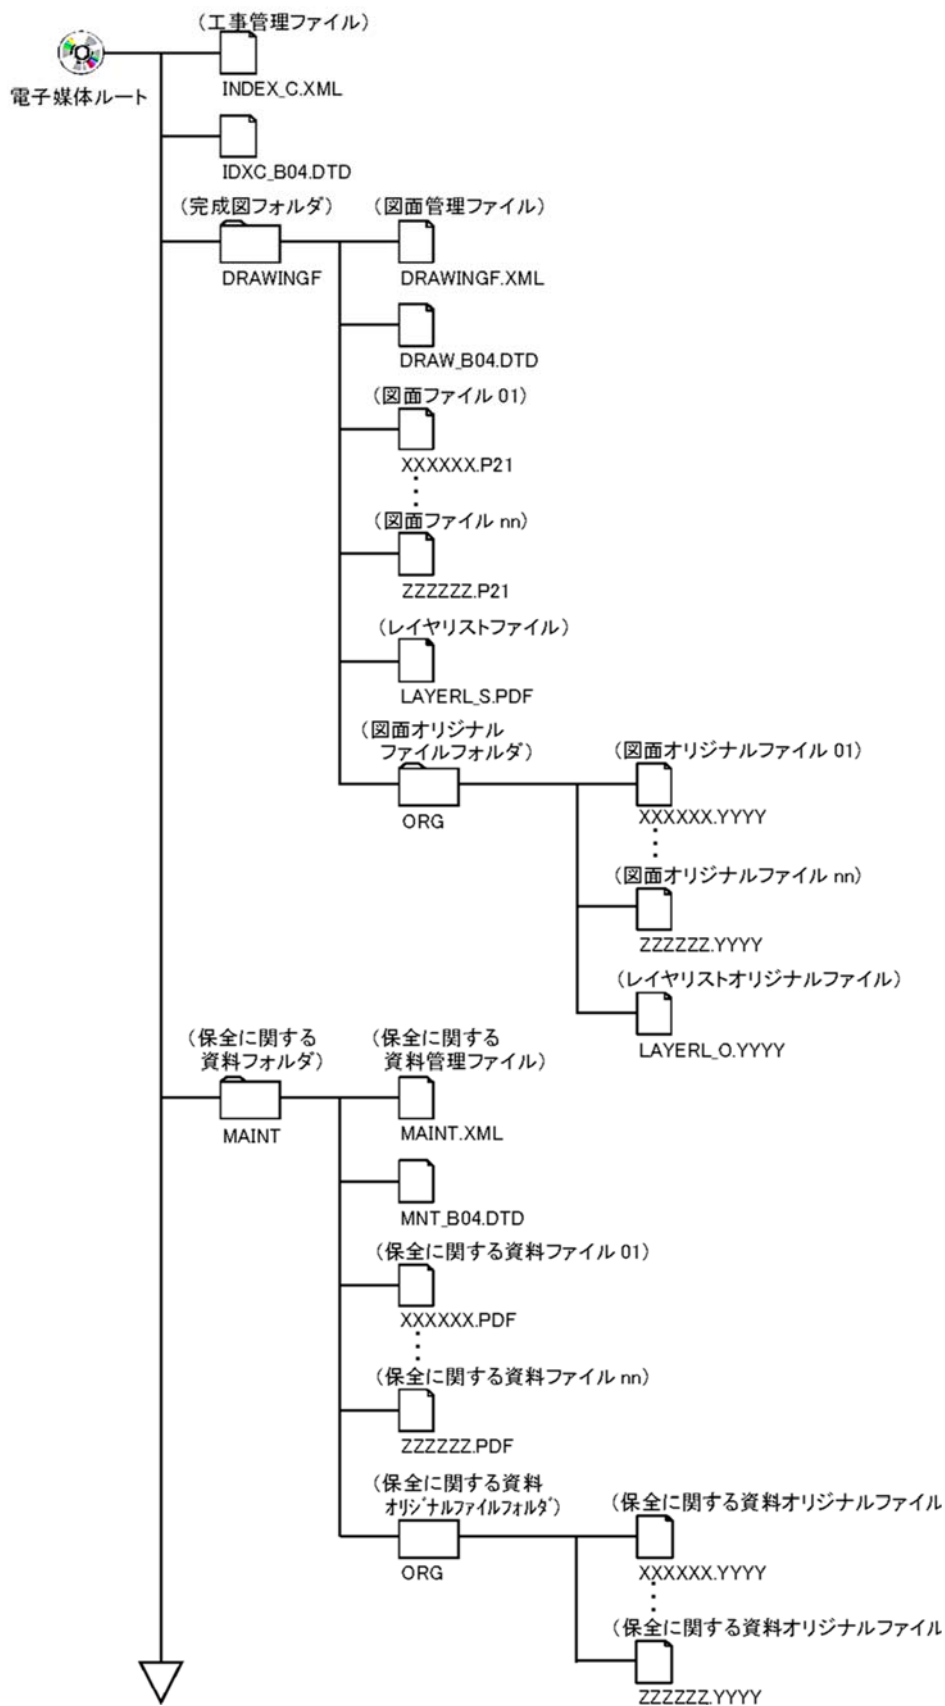 (工事管理ファイル)
INDEX_C.XML
電子媒体ルート
IDXC_B04.DTD
(完成図フォルダ)
DRAWINGF
(図面管理ファイル)
DRAWINGF.XML
DRAW_B04.DTD
(図面ファイル 01)
XXXXXX.P21
(図面ファイル nn)
ZZZZZZ.P21
(レイヤリストファイル)
LAYERL_S.PDF
(図面オリジナル
ファイルフォルダ)
ORG
(図面オリジナルファイル 01)
XXXXXX.YYYY
(図面オリジナルファイル nn)
ZZZZZZ.YYYY
(レイヤリストオリジナルファイル)
LAYERL_O.YYYY
(保全に関する
資料フォルダ)
MAINT
(保全に関する
資料管理ファイル)
MAINT.XML
MNT_B04.DTD
(保全に関する資料ファイル 01)
XXXXXX.PDF
(保全に関する資料ファイル nn)
ZZZZZZ.PDF
(保全に関する資料
オリジナルファイルフォルダ)
ORG
(保全に関する資料オリジナルファイル
XXXXXX.YYYY
(保全に関する資料オリジナルファイル
ZZZZZZ.YYYY